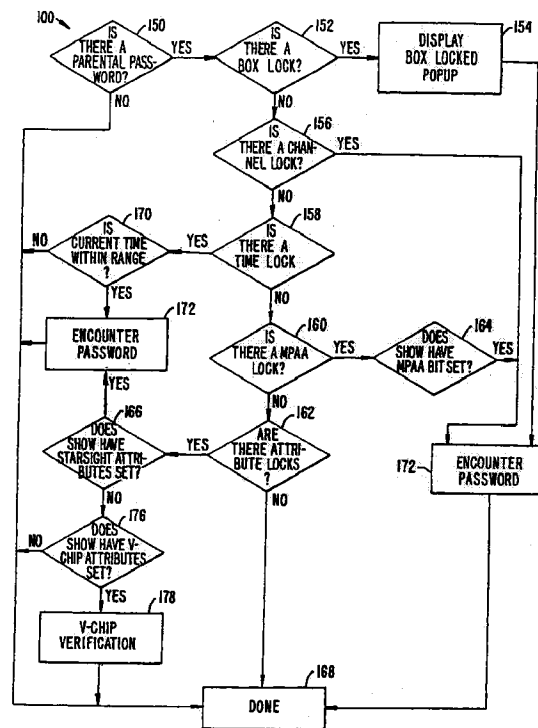 100
150
IS
THERE A
PARENTAL PASS-
WORD?
YES
NO
152
IS
THERE A
BOX LOCK?
YES
NO
154
DISPLAY
BOX LOCKED
POPUP
156
IS
THERE A CHAN-
NEL LOCK?
YES
NO
170
IS
CURRENT TIME
WITHIN RANGE
?
NO
YES
158
IS
THERE A
TIME LOCK
YES
NO
172
ENCOUNTER
PASSWORD
160
IS
THERE A MPAA
LOCK?
YES
NO
164
DOES
SHOW HAVE
MPAA BIT SET?
YES
166
DOES
SHOW HAVE
STARSIGHT ATTRI-
BUTES SET?
YES
NO
162
ARE
THERE ATTRI-
BUTE LOCKS
?
YES
NO
172
ENCOUNTER
PASSWORD
176
DOES
SHOW HAVE V-
CHIP ATTRIBUTES
SET?
NO
YES
178
V-CHIP
VERIFICATION
168
DONE